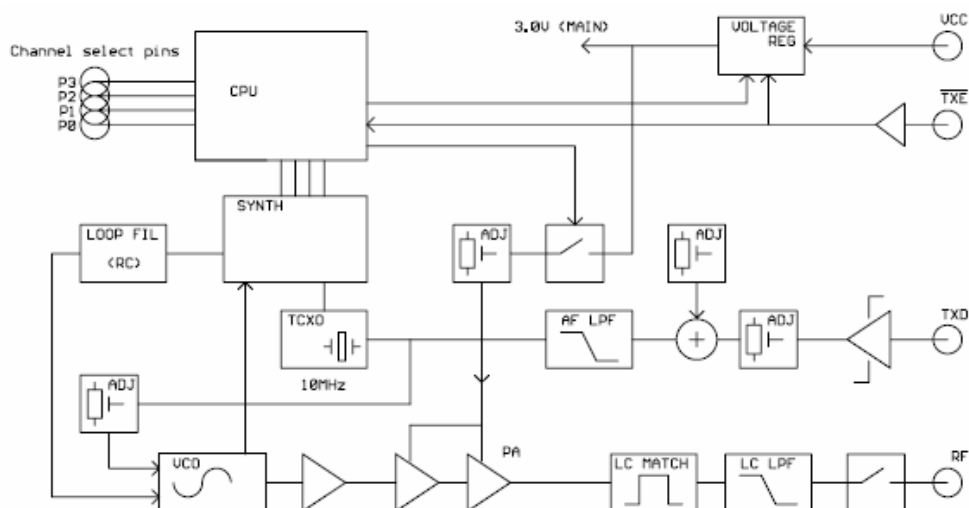 3.0V (MAIN)
VOLTAGE
REG
VCC
Channel select pins
P3
P2
P1
P0
CPU
TXE
SYNTH
LOOP FIL
(RC)
ADJ
ADJ
TCXO
10MHz
AF LPF
+
ADJ
TXD
ADJ
VCO
PA
LC MATCH
LC LPF
RF